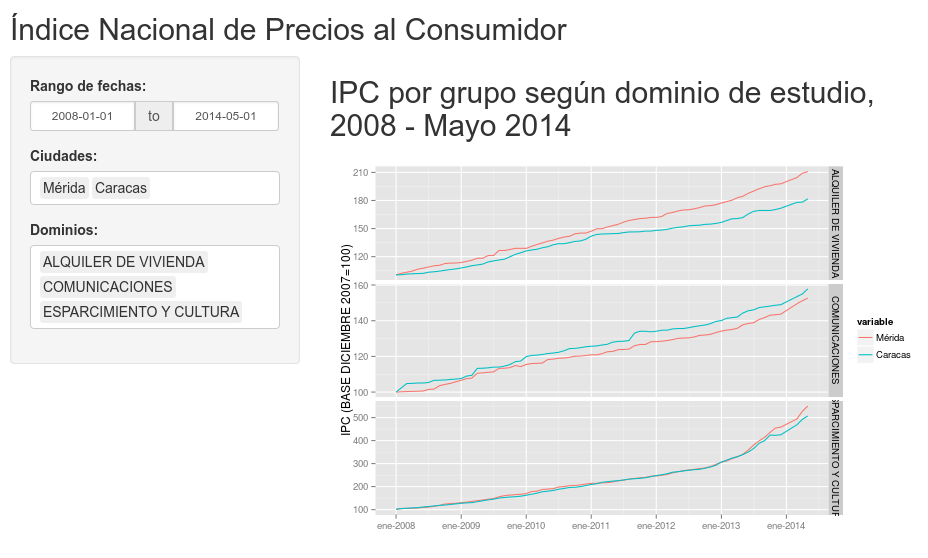 Índice Nacional de Precios al Consumidor
Rango de fechas:
2008-01-01 to 2014-05-01
Ciudades:
Mérida Caracas
Dominios:
ALQUILER DE VIVIENDA
COMUNICACIONES
ESPARCIMIENTO Y CULTURA
IPC por grupo según dominio de estudio,
2008 - Mayo 2014
IPC (BASE DICIEMBRE 2007=100)
210
180
150
120
ALQUILER DE VIVIENDA
160
140
120
100
COMUNICACIONES
500
400
300
200
100
SPARCIMIENTO Y CULTUR
ene-2008 ene-2009 ene-2010 ene-2011 ene-2012 ene-2013 ene-2014
variable
Mérida
Caracas